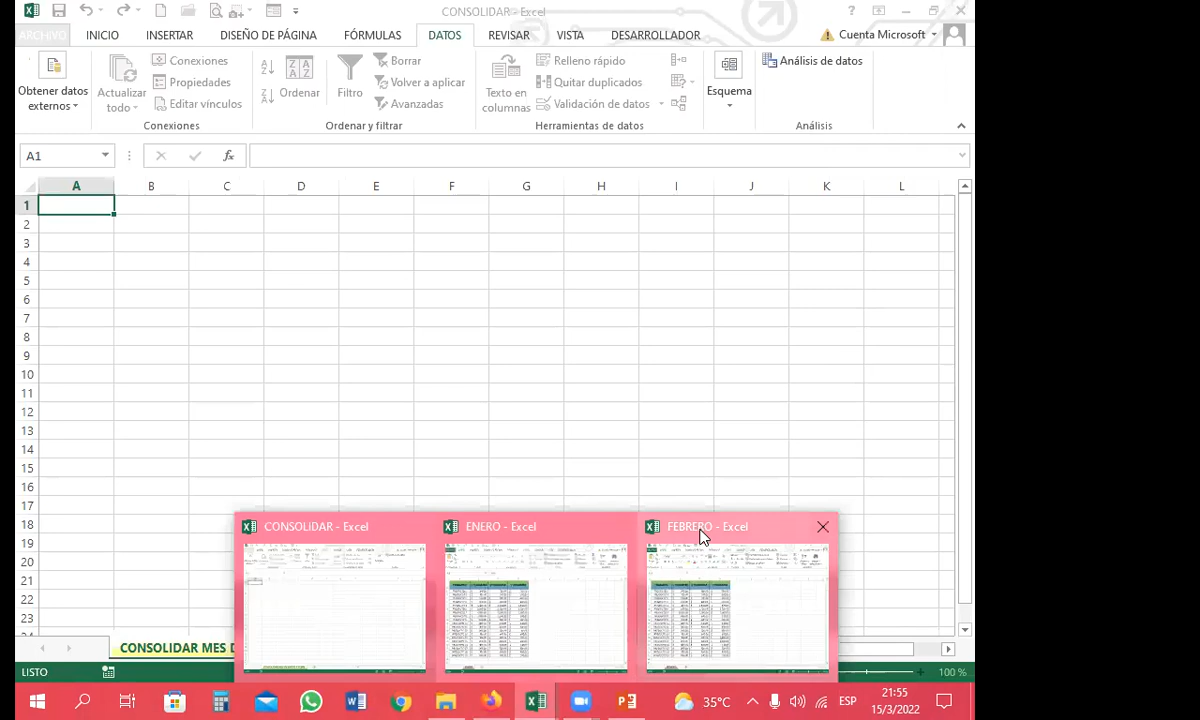 CONSOLIDAR - Excel
ARCHIVO INICIO INSERTAR DISEÑO DE PÁGINA FÓRMULAS DATOS REVISAR VISTA DESARROLLADOR Cuenta Microsoft
Obtener datos externos
Actualizar todo
Conexiones
Propiedades
Editar vínculos
Conexiones
Ordenar
Filtro
Borrar
Volver a aplicar
Avanzadas
Ordenar y filtrar
Texto en columnas
Relleno rápido
Quitar duplicados
Validación de datos
Herramientas de datos
Esquema
Análisis de datos
Análisis
A1
fx
A B C D E F G H I J K L
1
2
3
4
5
6
7
8
9
10
11
12
13
14
15
16
17
18
19
20
21
22
23
24
CONSOLIDAR - Excel
ENERO - Excel
FEBRERO - Excel
CONSOLIDAR MES D
LISTO
100 %
35°C
ESP
21:55
15/3/2022